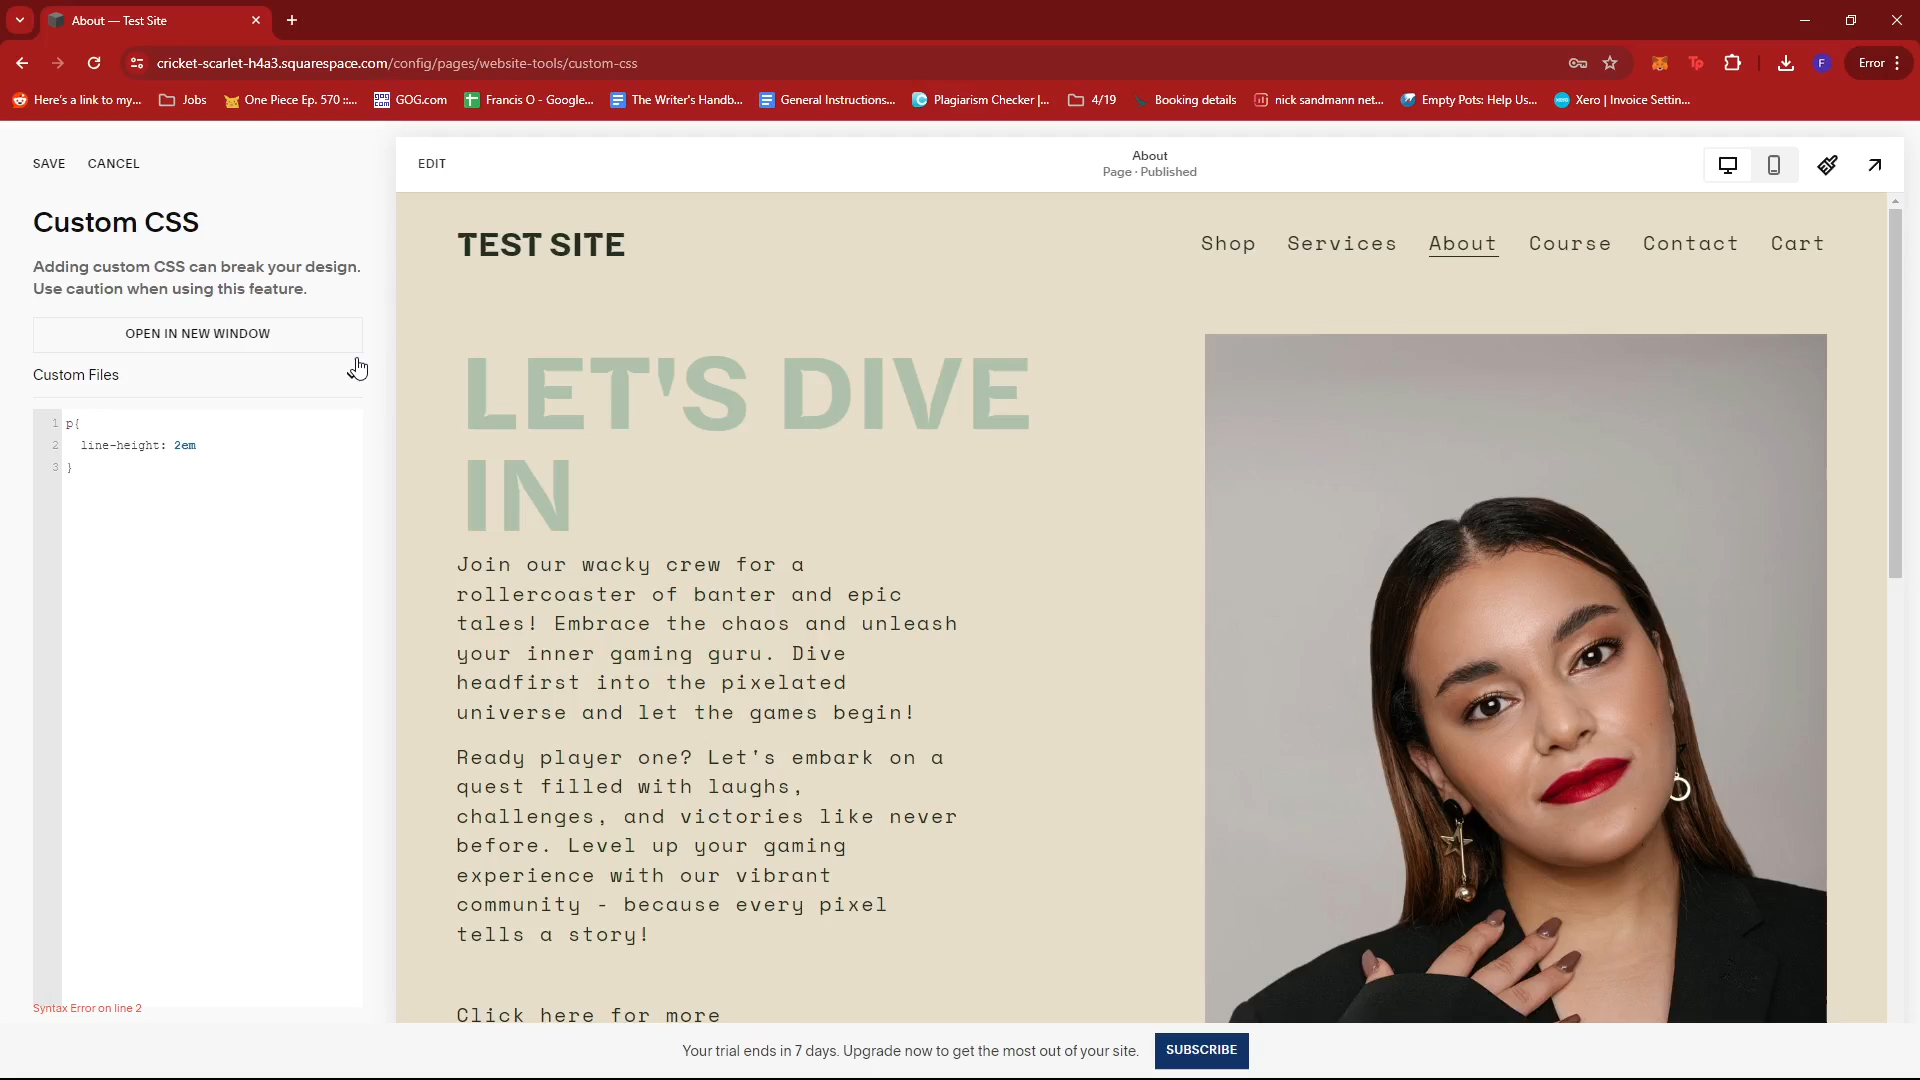 About — Test Site
cricket-scarlet-h4a3.squarespace.com/config/pages/website-tools/custom-css
Error
Here's a link to my...
Jobs
One Piece Ep. 570 ::...
GOG.com
Francis O - Google...
The Writer's Handb...
General Instructions...
Plagiarism Checker |...
4/19
Booking details
nick sandmann net...
Empty Pots: Help Us...
Xero | Invoice Settin...
SAVE CANCEL
Custom CSS
Adding custom CSS can break your design.
Use caution when using this feature.
OPEN IN NEW WINDOW
Custom Files
1 p{
2 line-height: 2em
3 }
Syntax Error on line 2
EDIT
About
Page · Published
TEST SITE
Shop Services About Course Contact Cart
LET'S DIVE
IN
Join our wacky crew for a
rollercoaster of banter and epic
tales! Embrace the chaos and unleash
your inner gaming guru. Dive
headfirst into the pixelated
universe and let the games begin!
Ready player one? Let's embark on a
quest filled with laughs,
challenges, and victories like never
before. Level up your gaming
experience with our vibrant
community - because every pixel
tells a story!
Click here for more
Your trial ends in 7 days. Upgrade now to get the most out of your site.
SUBSCRIBE